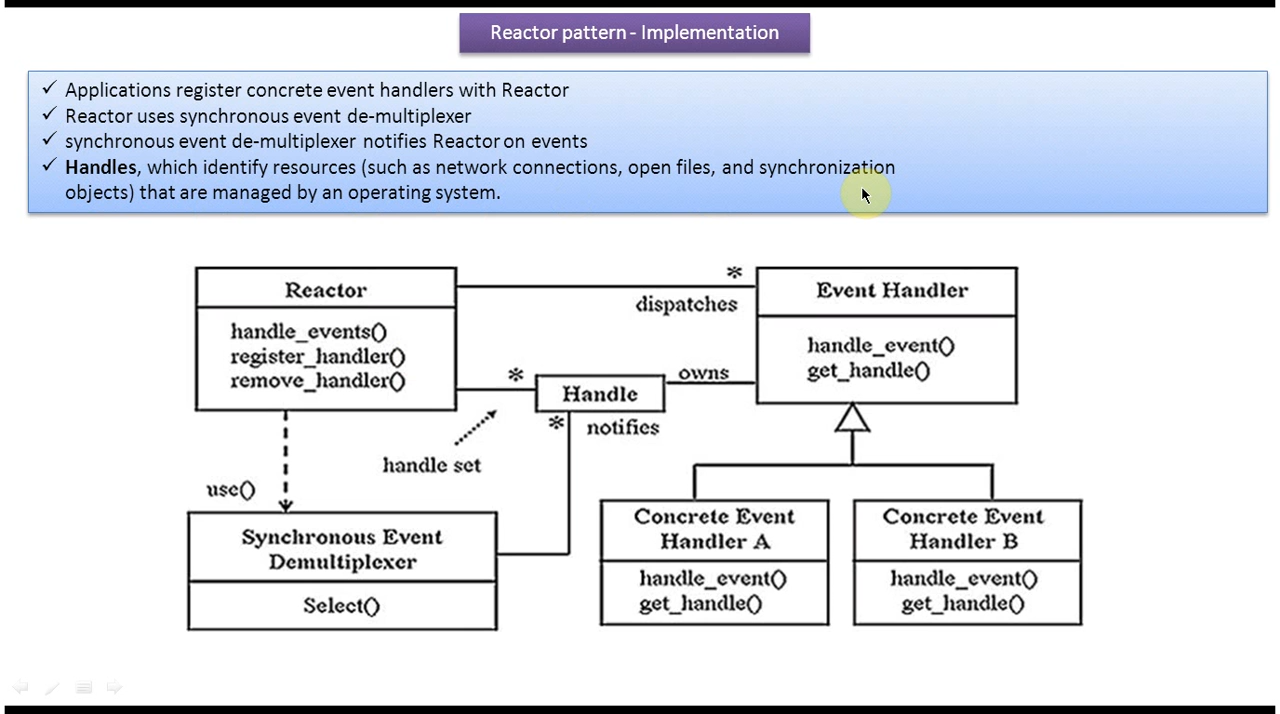 Reactor pattern - Implementation
✓ Applications register concrete event handlers with Reactor
✓ Reactor uses synchronous event de-multiplexer
✓ synchronous event de-multiplexer notifies Reactor on events
✓ Handles, which identify resources (such as network connections, open files, and synchronization
objects) that are managed by an operating system.
Reactor
handle_events()
register_handler()
remove_handler()
*
dispatches
Event Handler
handle_event()
get_handle()
*
Handle
owns
*
notifies
handle set
use()
Synchronous Event
Demultiplexer
Select()
Concrete Event
Handler A
handle_event()
get_handle()
Concrete Event
Handler B
handle_event()
get_handle()